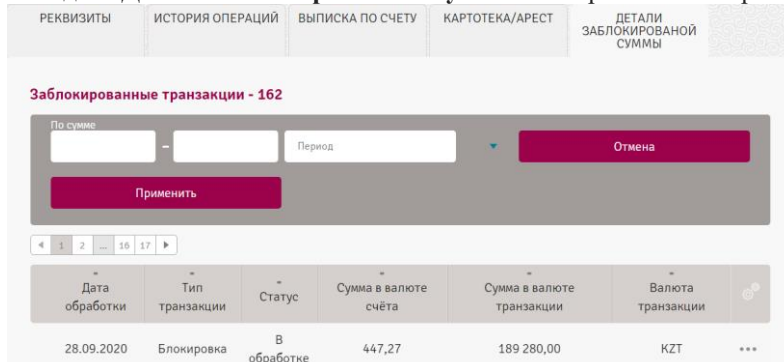 РЕКВИЗИТЫ ИСТОРИЯ ОПЕРАЦИЙ ВЫПИСКА ПО СЧЕТУ КАРТОТЕКА/АРЕСТ ДЕТАЛИ
ЗАБЛОКИРОВАНОЙ
СУММЫ
Заблокированные транзакции - 162
По сумме
– Период Отмена
Применить
1 2 ... 16 17
Дата Тип Статус Сумма в валюте Сумма в валюте Валюта
обработки транзакции счёта транзакции транзакции
28.09.2020 Блокировка В 447,27 189 280,00 KZT
обработке